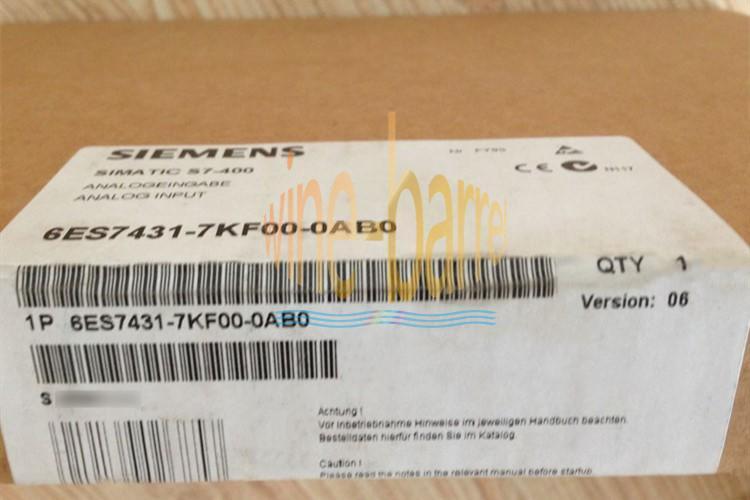 SIEMENS
SIMATIC S7-400
ANALOGEINGABE
ANALOG INPUT
6ES7431-7KF00-0AB0
wine-barrel
QTY 1
Version: 06
1P 6ES7431-7KF00-0AB0
S
Achtung !
Vor Inbetriebnahme Hinweise im jeweiligen Handbuch beachten.
Bestelldaten hierfür finden Sie im Katalog.
Caution !
Please read the notes in the relevant manual before startup.